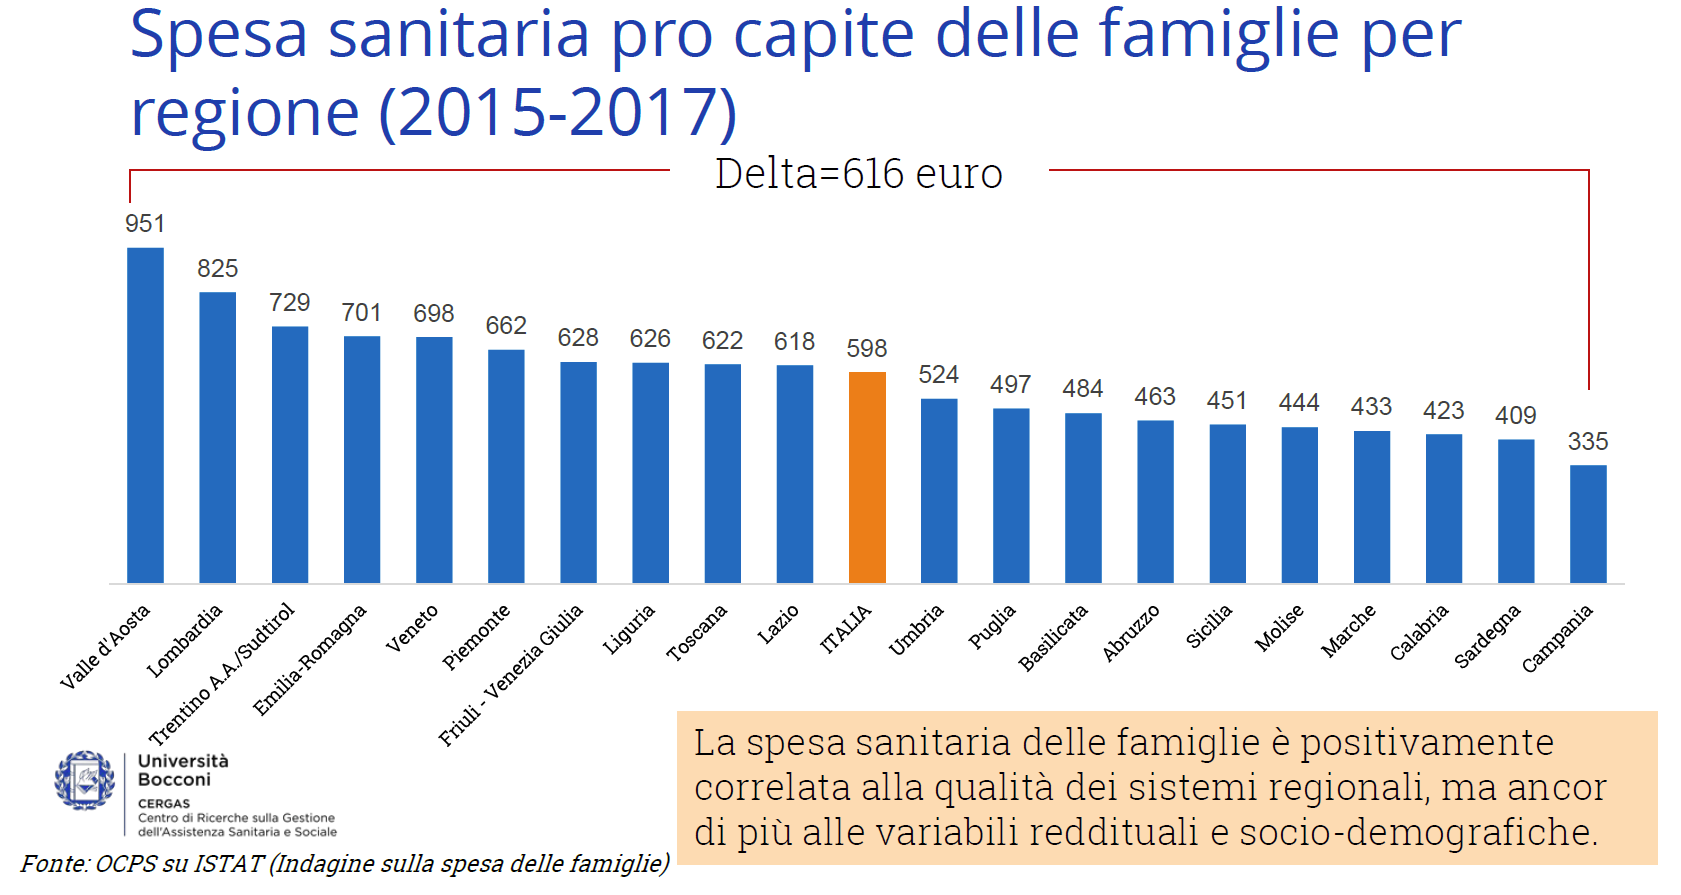 Spesa sanitaria pro capite delle famiglie per
regione (2015-2017)
Delta=616 euro
951
825
729
701
698
662
628
626
622
618
598
524
497
484
463
451
444
433
423
409
335
Valle d'Aosta
Lombardia
Trentino A.A./Sudtirol
Emilia-Romagna
Veneto
Piemonte
Friuli - Venezia Giulia
Liguria
Toscana
Lazio
ITALIA
Umbria
Puglia
Basilicata
Abruzzo
Sicilia
Molise
Marche
Calabria
Sardegna
Campania
La spesa sanitaria delle famiglie è positivamente
correlata alla qualità dei sistemi regionali, ma ancor
di più alle variabili reddituali e socio-demografiche.
Università
Bocconi
CERGAS
Centro di Ricerche sulla Gestione
dell'Assistenza Sanitaria e Sociale
Fonte: OCPS su ISTAT (Indagine sulla spesa delle famiglie)